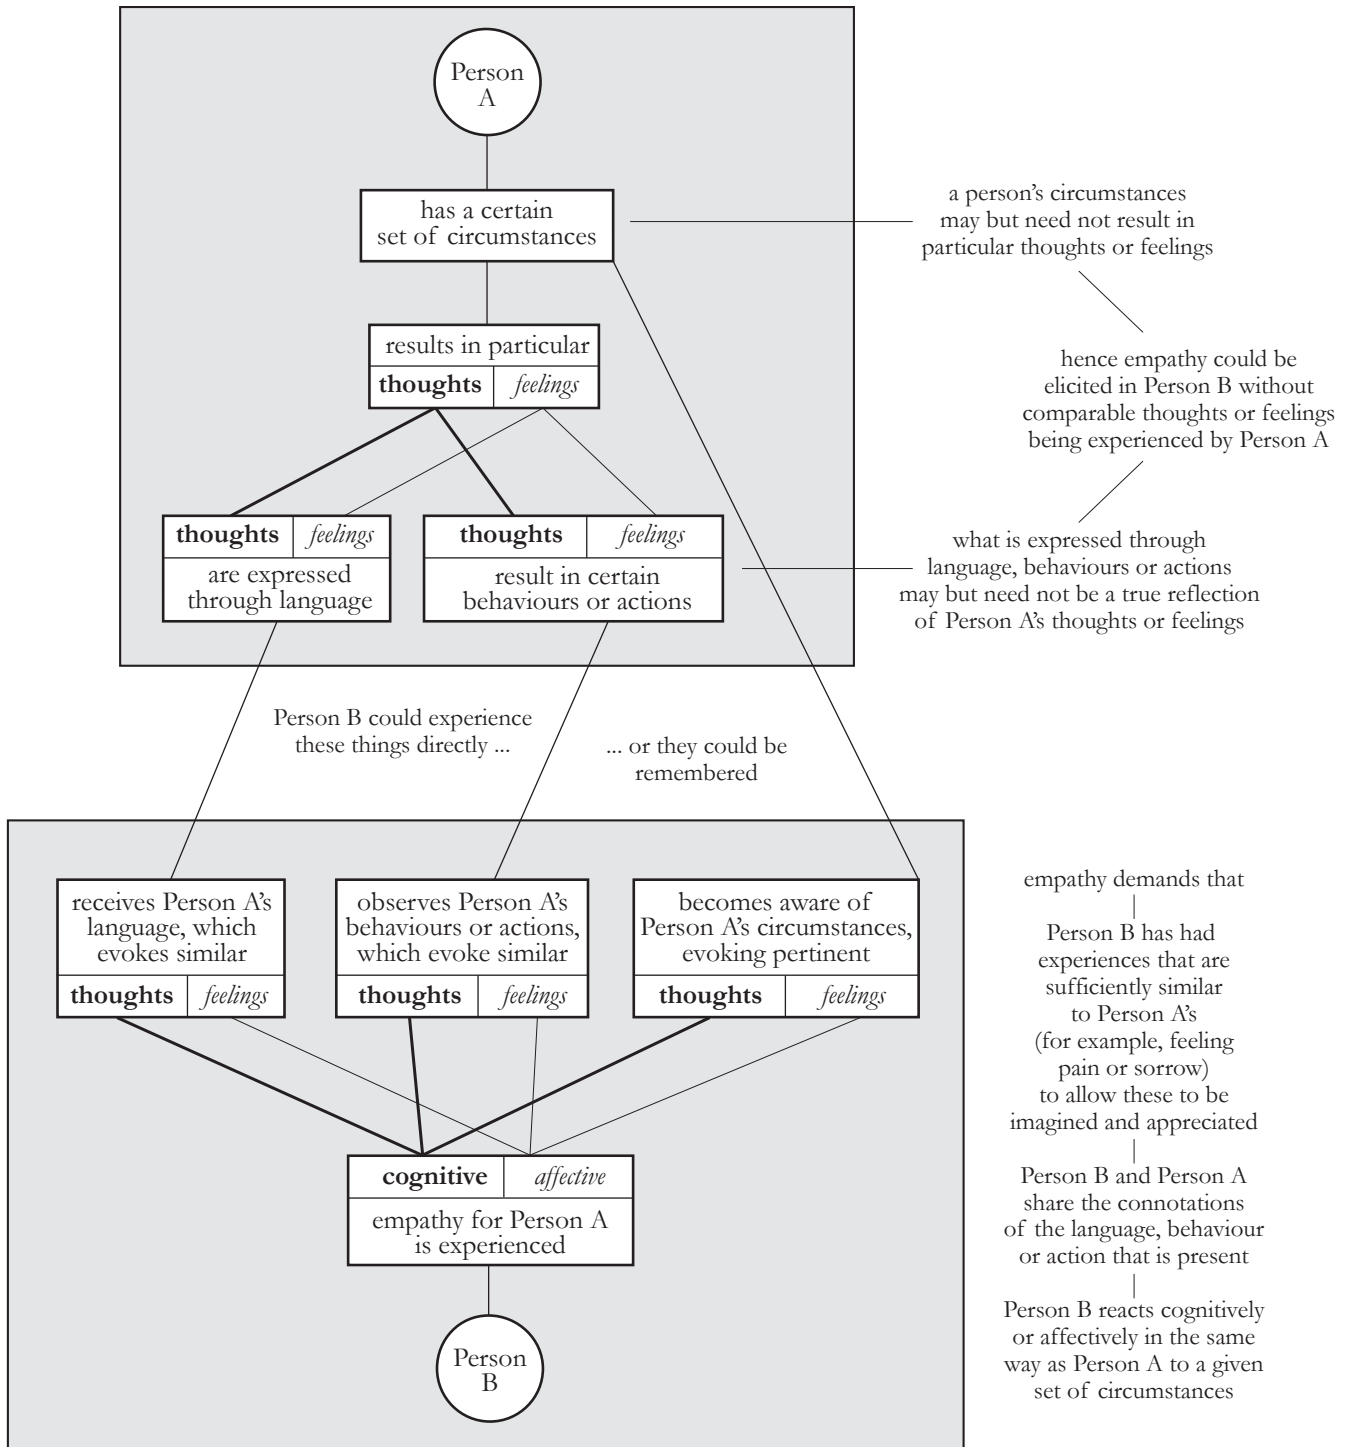 Person
A
has a certain
set of circumstances
a person's circumstances
may but need not result in
particular thoughts or feelings
results in particular
thoughts feelings
hence empathy could be
elicited in Person B without
comparable thoughts or feelings
being experienced by Person A
thoughts feelings
are expressed
through language
thoughts feelings
result in certain
behaviours or actions
what is expressed through
language, behaviours or actions
may but need not be a true reflection
of Person A's thoughts or feelings
Person B could experience
these things directly ...
... or they could be
remembered
receives Person A's
language, which
evokes similar
thoughts feelings
observes Person A's
behaviours or actions,
which evoke similar
thoughts feelings
becomes aware of
Person A's circumstances,
evoking pertinent
thoughts feelings
cognitive affective
empathy for Person A
is experienced
Person
B
empathy demands that
Person B has had
experiences that are
sufficiently similar
to Person A's
(for example, feeling
pain or sorrow)
to allow these to be
imagined and appreciated
Person B and Person A
share the connotations
of the language, behaviour
or action that is present
Person B reacts cognitively
or affectively in the same
way as Person A to a given
set of circumstances